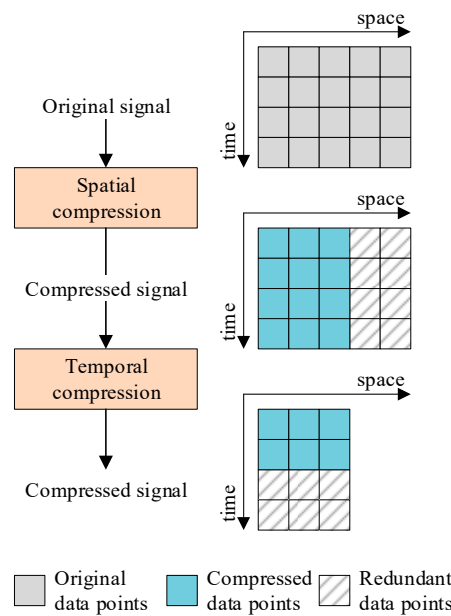 space
time
Original signal
Spatial
compression
space
time
Compressed signal
Temporal
compression
space
time
Compressed signal
Original
data points
Compressed
data points
Redundant
data points